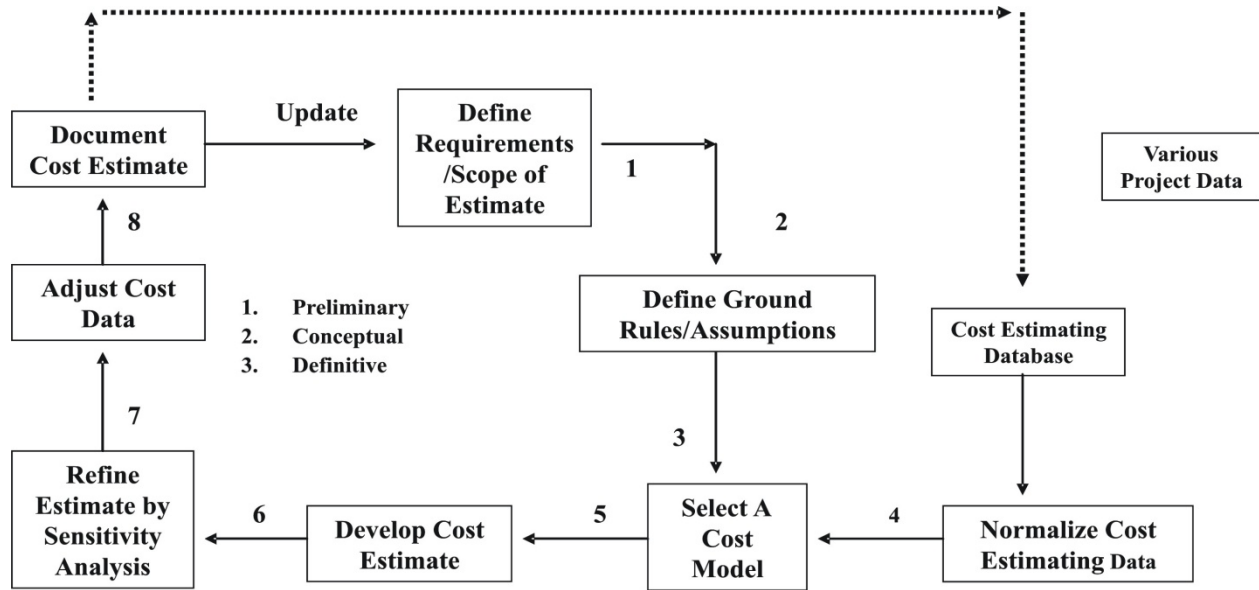 Update
Document
Cost Estimate
Define
Requirements
/Scope of
Estimate
1
Various
Project Data
2
8
Adjust Cost
Data
1. Preliminary
2. Conceptual
3. Definitive
Define Ground
Rules/Assumptions
Cost Estimating
Database
7
3
Refine
Estimate by
Sensitivity
Analysis
6
Develop Cost
Estimate
5
Select A
Cost
Model
4
Normalize Cost
Estimating Data